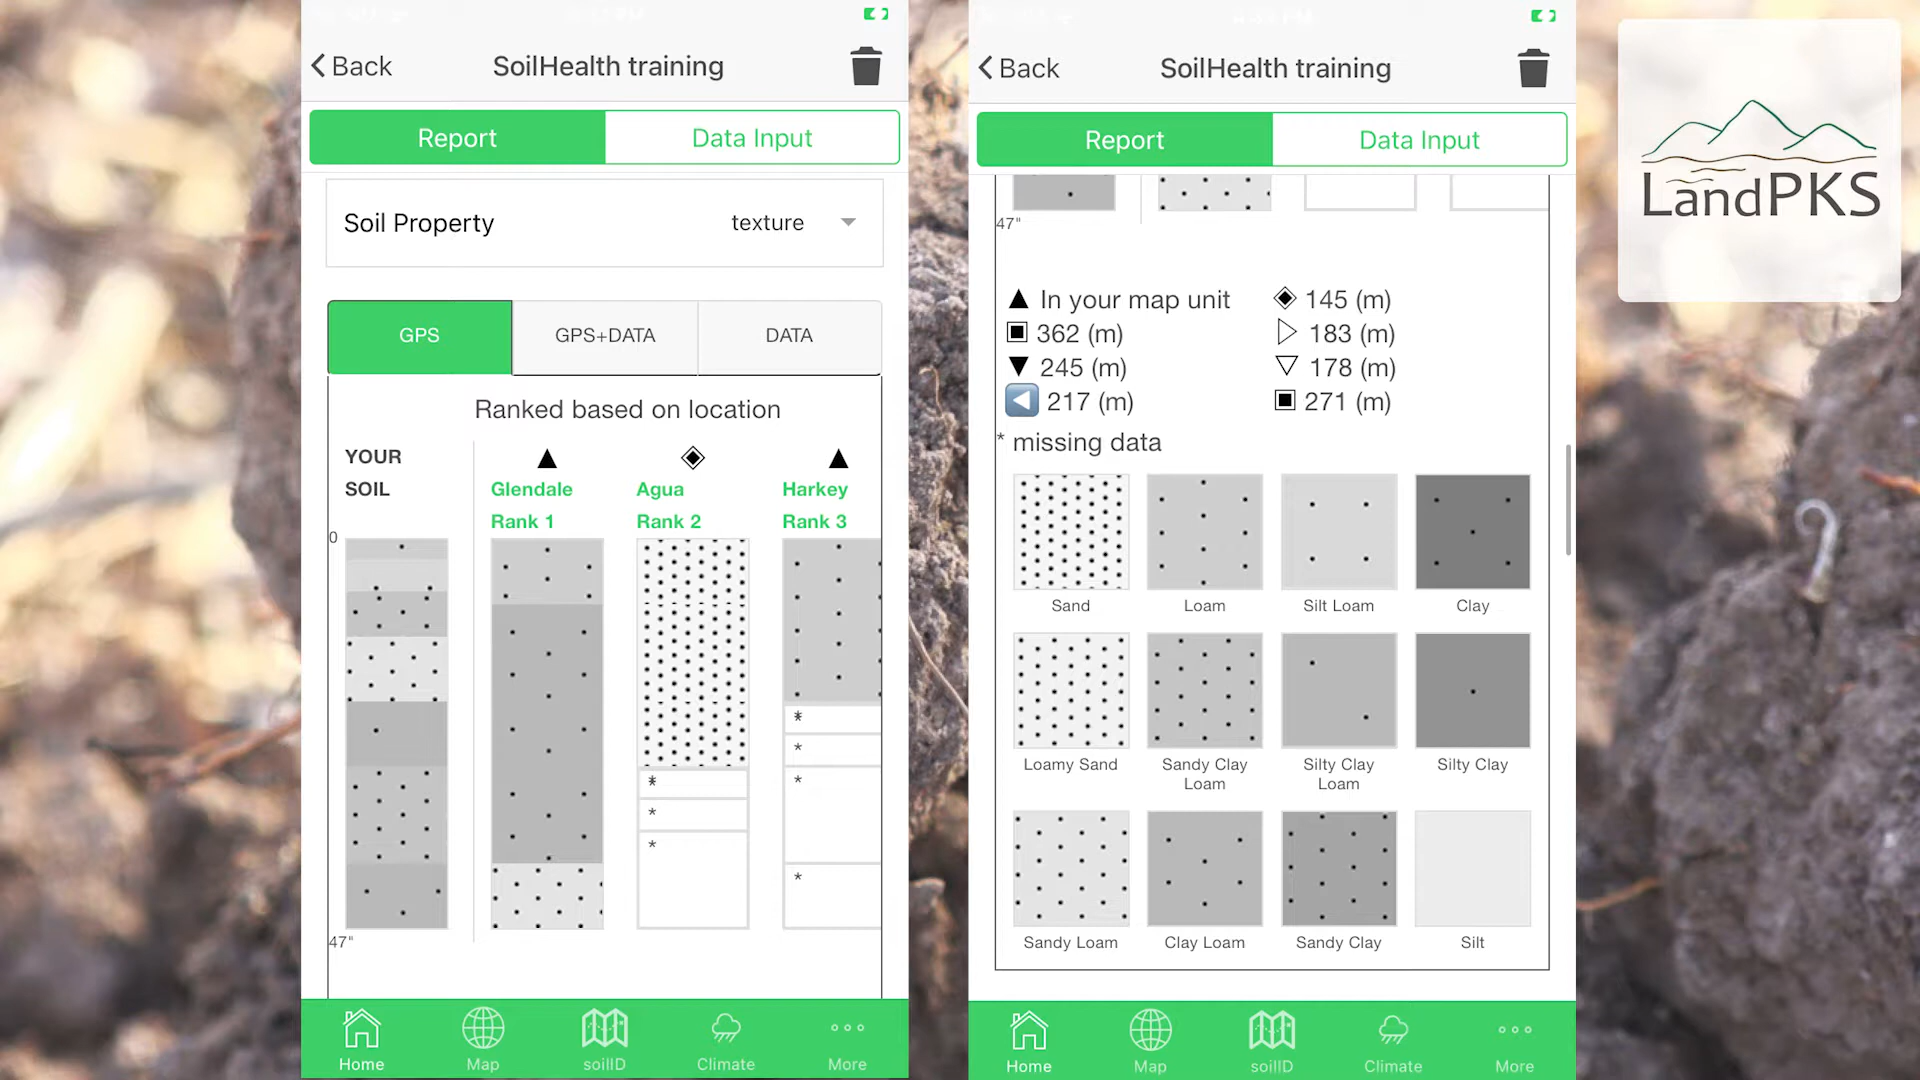 Back
SoilHealth training
Report
Data Input
Soil Property
texture
GPS
GPS+DATA
DATA
Ranked based on location
YOUR
SOIL
Glendale
Rank 1
Agua
Rank 2
Harkey
Rank 3
0
*
*
*
*
*
*
*
47"
Home
Map
soilID
Climate
More
Back
SoilHealth training
Report
Data Input
47"
In your map unit
145 (m)
362 (m)
183 (m)
245 (m)
178 (m)
217 (m)
271 (m)
* missing data
Sand
Loam
Silt Loam
Clay
Loamy Sand
Sandy Clay
Loam
Silty Clay
Loam
Silty Clay
Sandy Loam
Clay Loam
Sandy Clay
Silt
Home
Map
soilID
Climate
More
LandPKS